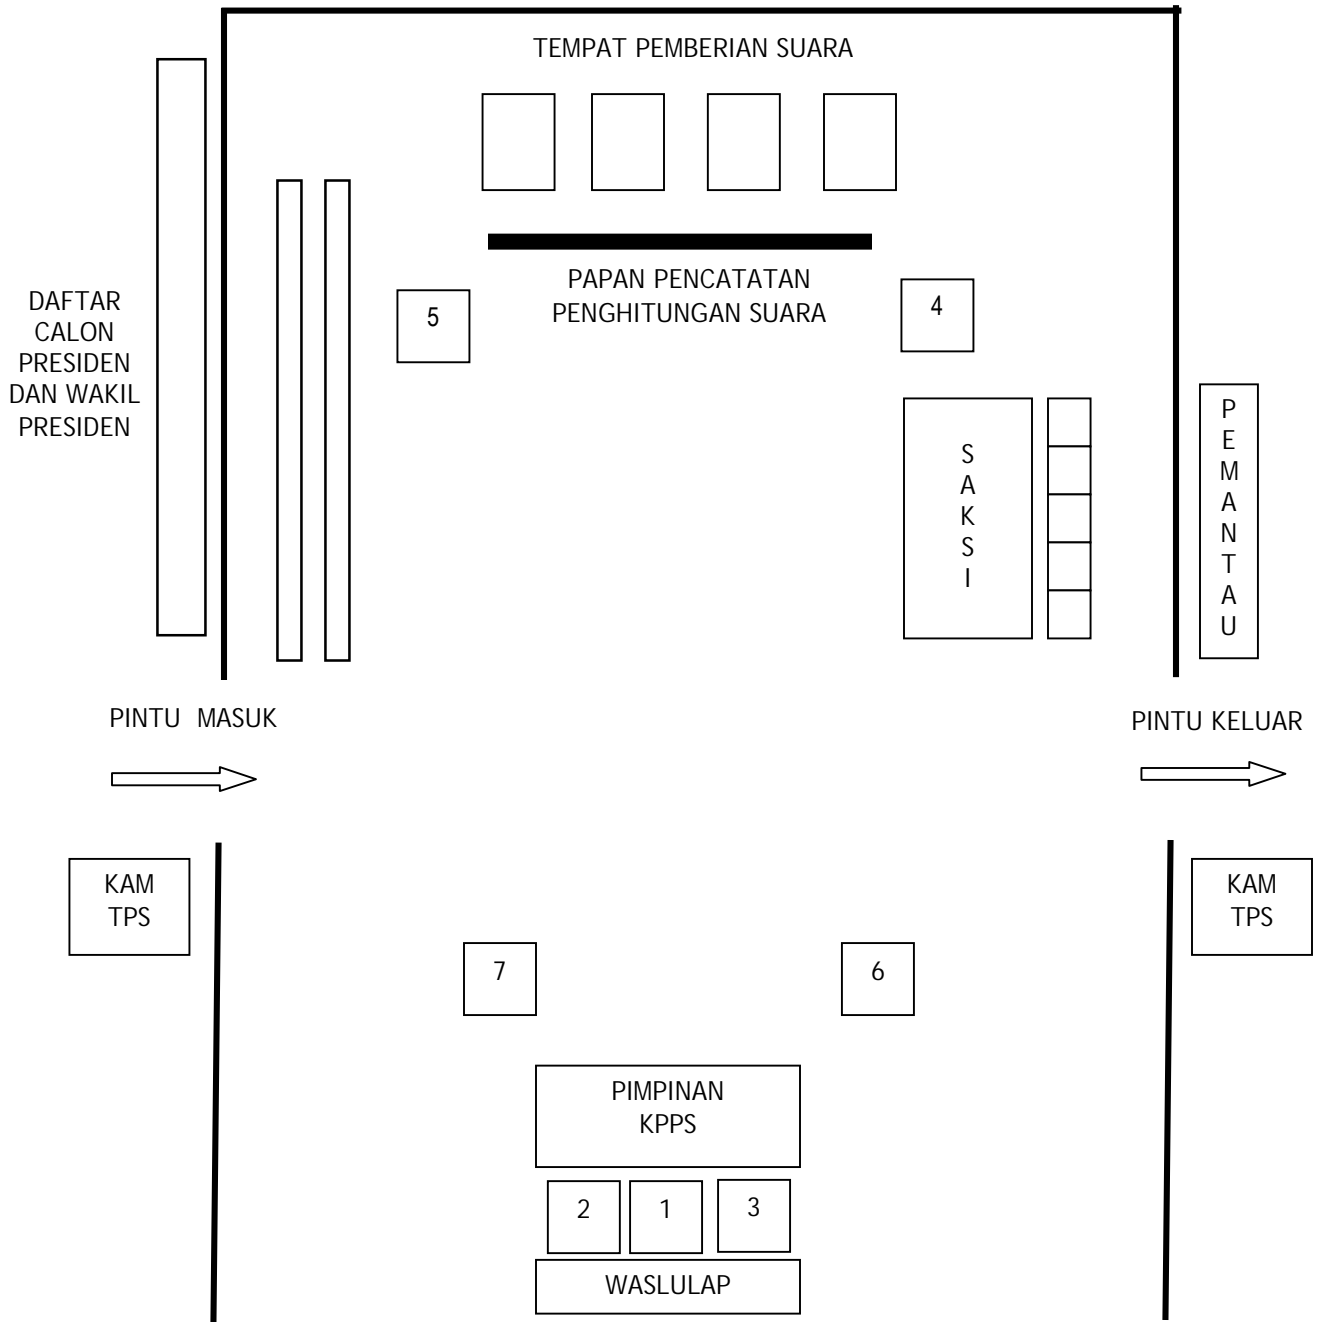 TEMPAT PEMBERIAN SUARA
PAPAN PENCATATAN
PENGHITUNGAN SUARA
DAFTAR
CALON
PRESIDEN
DAN WAKIL
PRESIDEN
5
4
S
A
K
S
I
P
E
M
A
N
T
A
U
PINTU MASUK
PINTU KELUAR
KAM
TPS
KAM
TPS
7
6
PIMPINAN
KPPS
2
1
3
WASLULAP